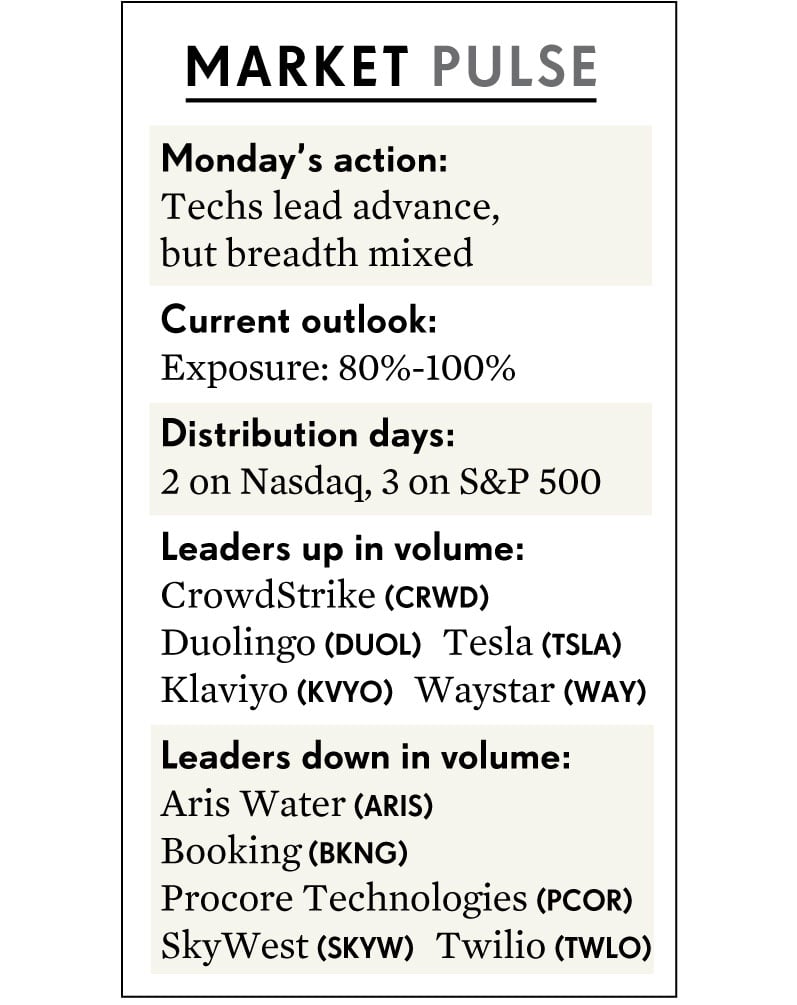 MARKET PULSE
Monday's action:
Techs lead advance,
but breadth mixed
Current outlook:
Exposure: 80%-100%
Distribution days:
2 on Nasdaq, 3 on S&P 500
Leaders up in volume:
CrowdStrike (CRWD)
Duolingo (DUOL) Tesla (TSLA)
Klaviyo (KVYO) Waystar (WAY)
Leaders down in volume:
Aris Water (ARIS)
Booking (BKNG)
Procore Technologies (PCOR)
SkyWest (SKYW) Twilio (TWLO)